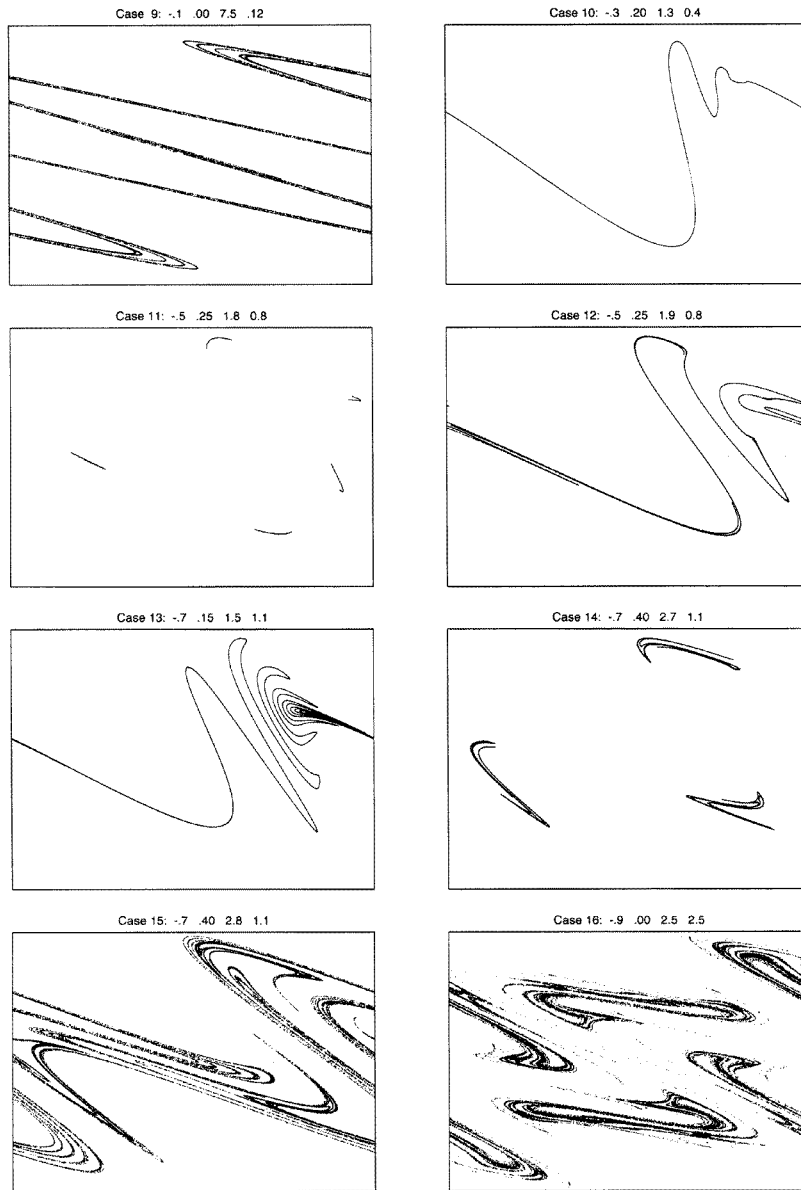 Case 9: -.1 .00 7.5 .12
Case 10: -.3 .20 1.3 0.4
Case 11: -.5 .25 1.8 0.8
Case 12: -.5 .25 1.9 0.8
Case 13: -.7 .15 1.5 1.1
Case 14: -.7 .40 2.7 1.1
Case 15: -.7 .40 2.8 1.1
Case 16: -.9 .00 2.5 2.5